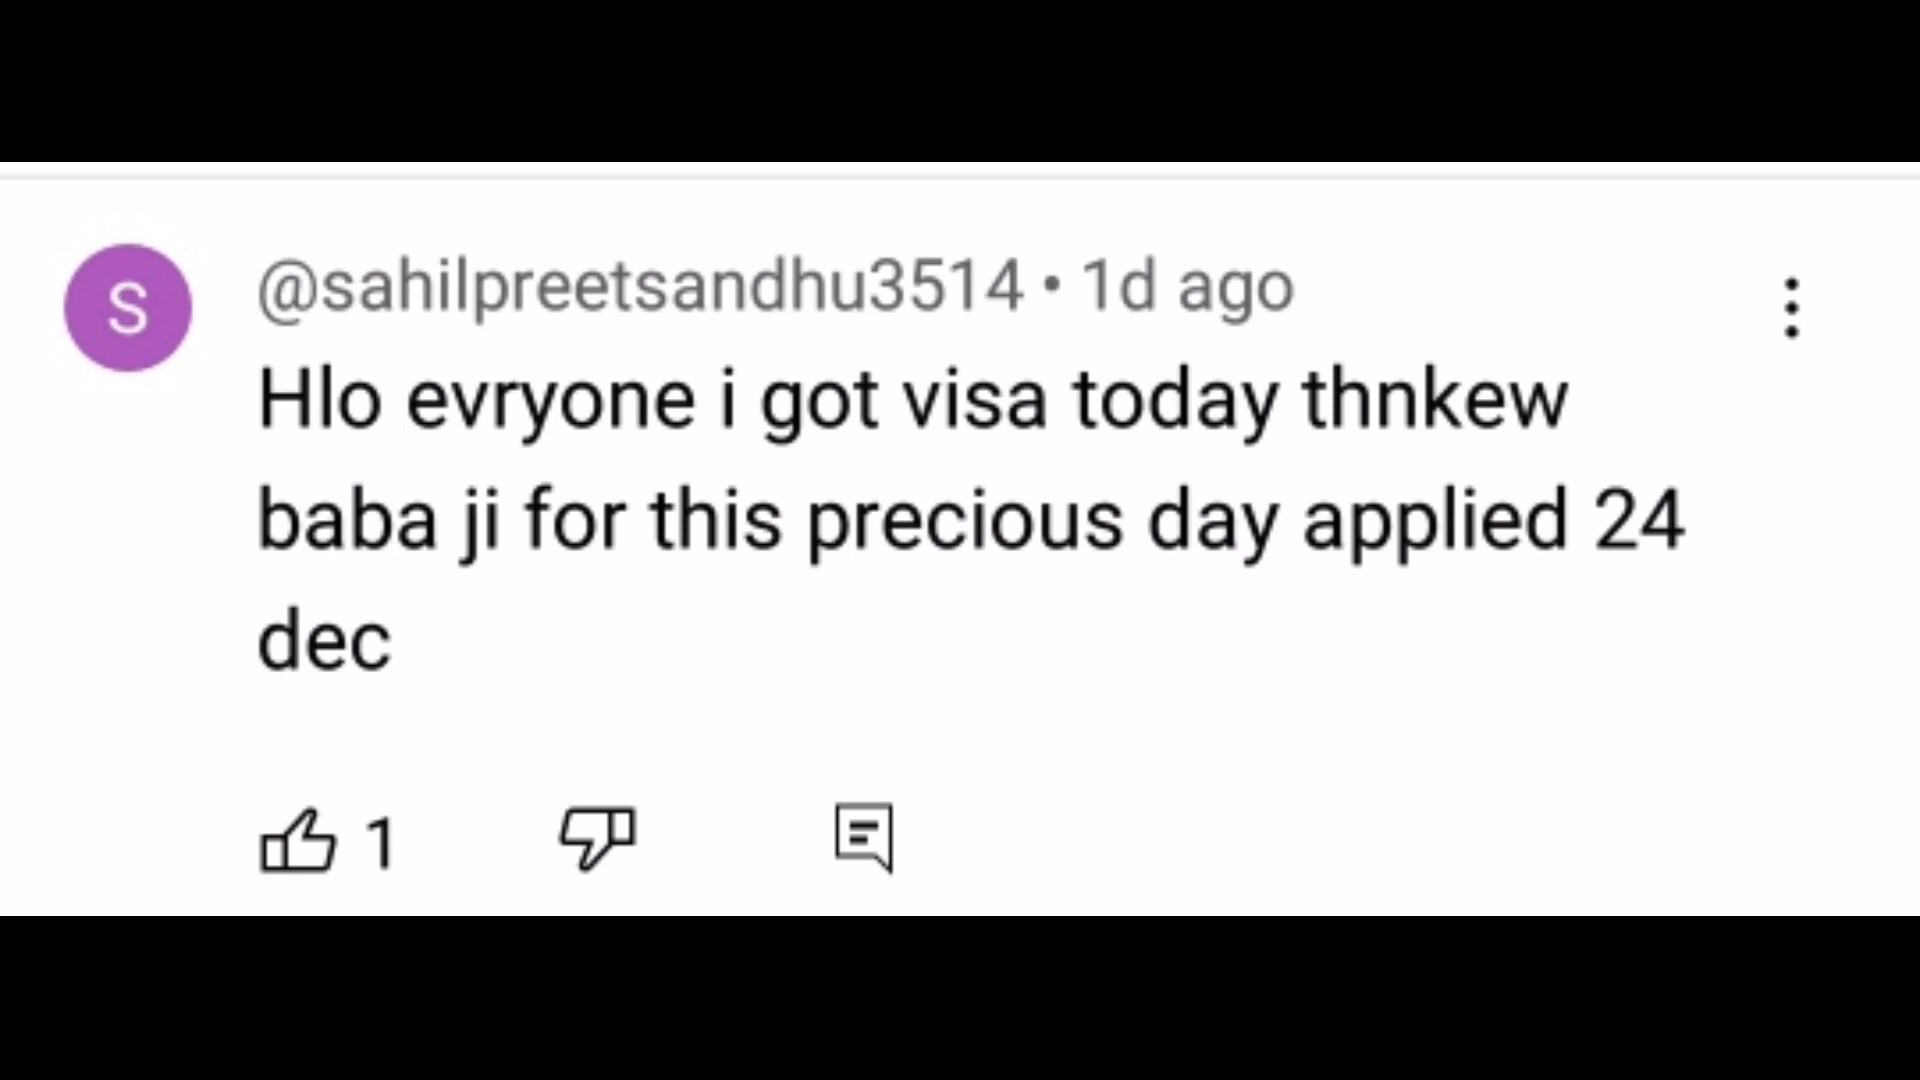 S
@sahilpreetsandhu3514 • 1d ago
Hlo evryone i got visa today thnkew
baba ji for this precious day applied 24
dec
1